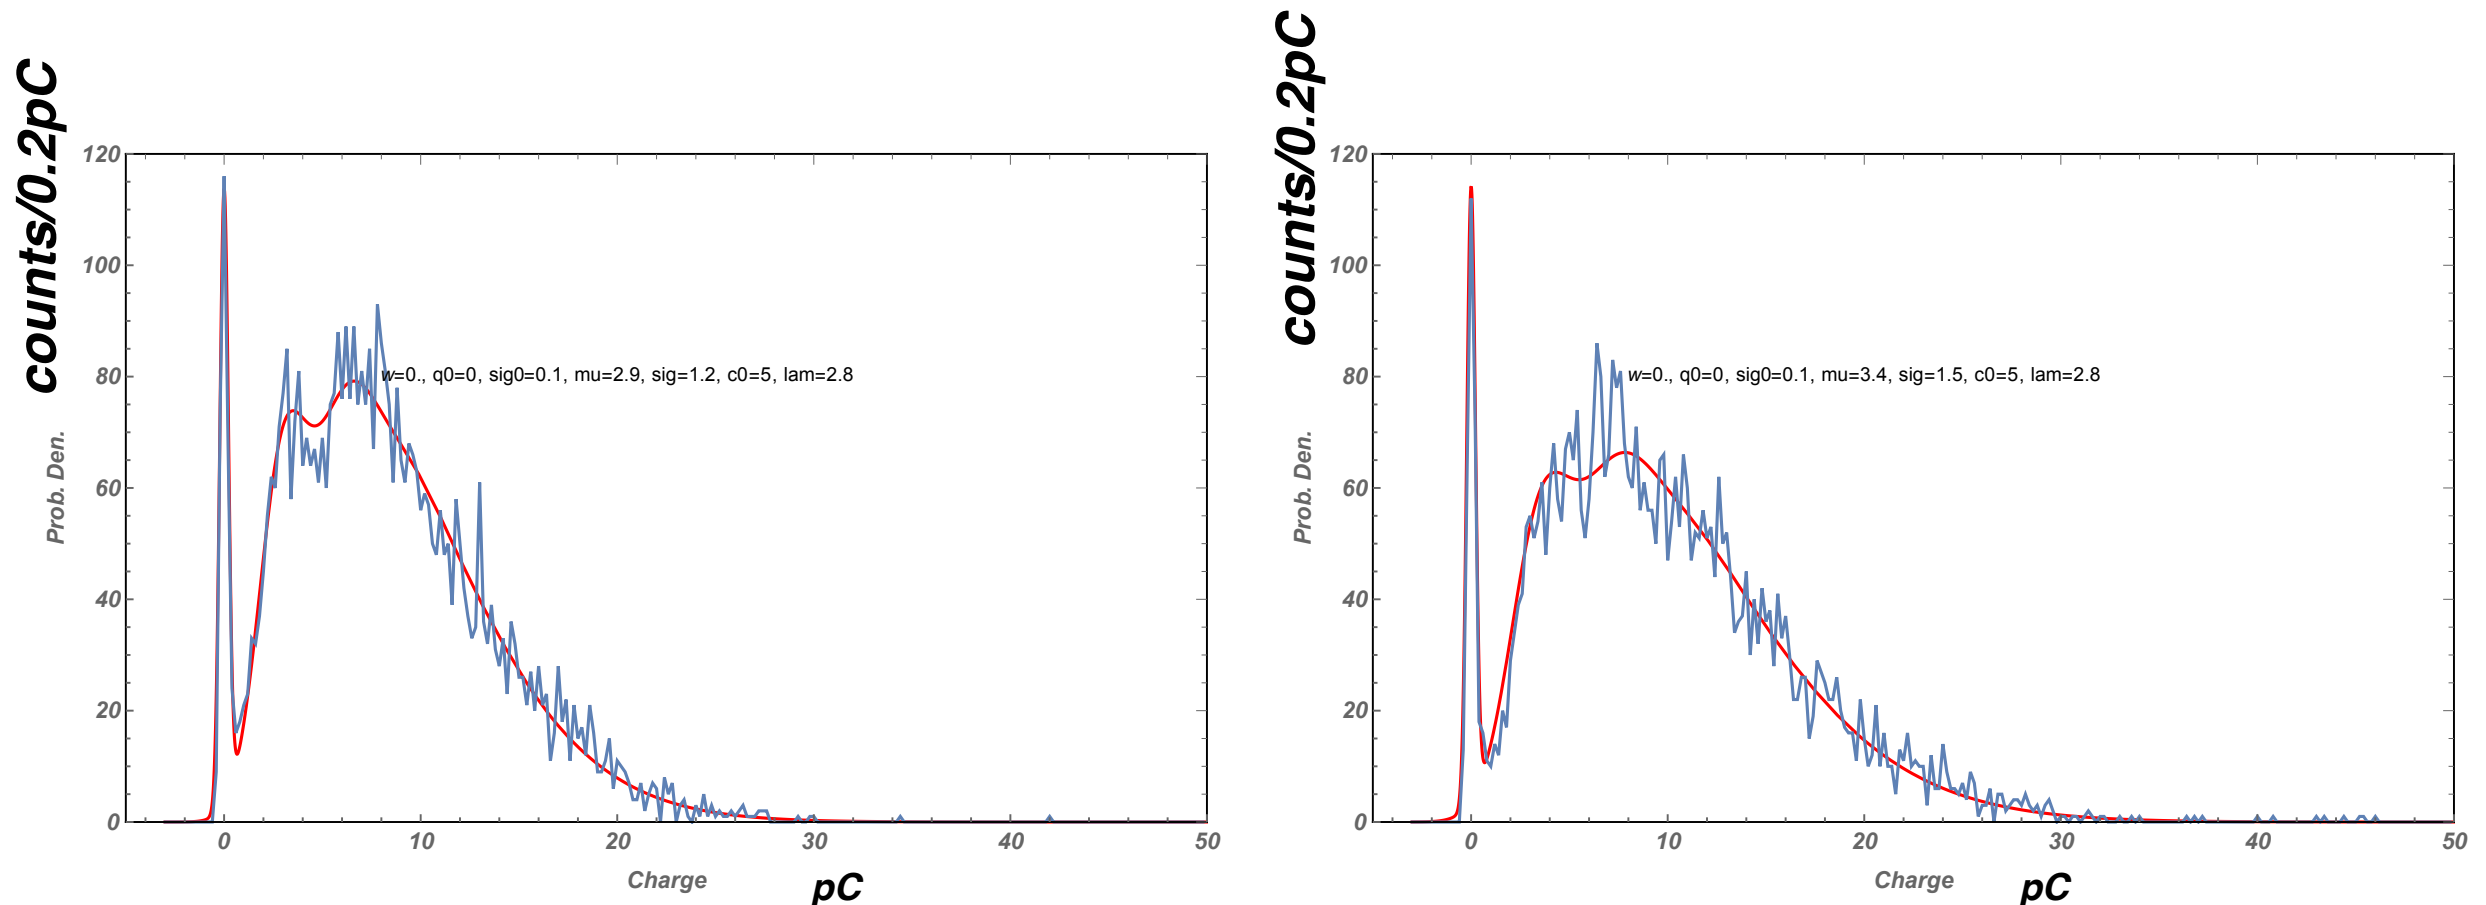 counts/0.2pC
Prob. Den.
120
100
80
60
40
20
0
w=0., q0=0, sig0=0.1, mu=2.9, sig=1.2, c0=5, lam=2.8
0 10 20 30 40 50
Charge pC
counts/0.2pC
Prob. Den.
120
100
80
60
40
20
0
w=0., q0=0, sig0=0.1, mu=3.4, sig=1.5, c0=5, lam=2.8
0 10 20 30 40 50
Charge pC